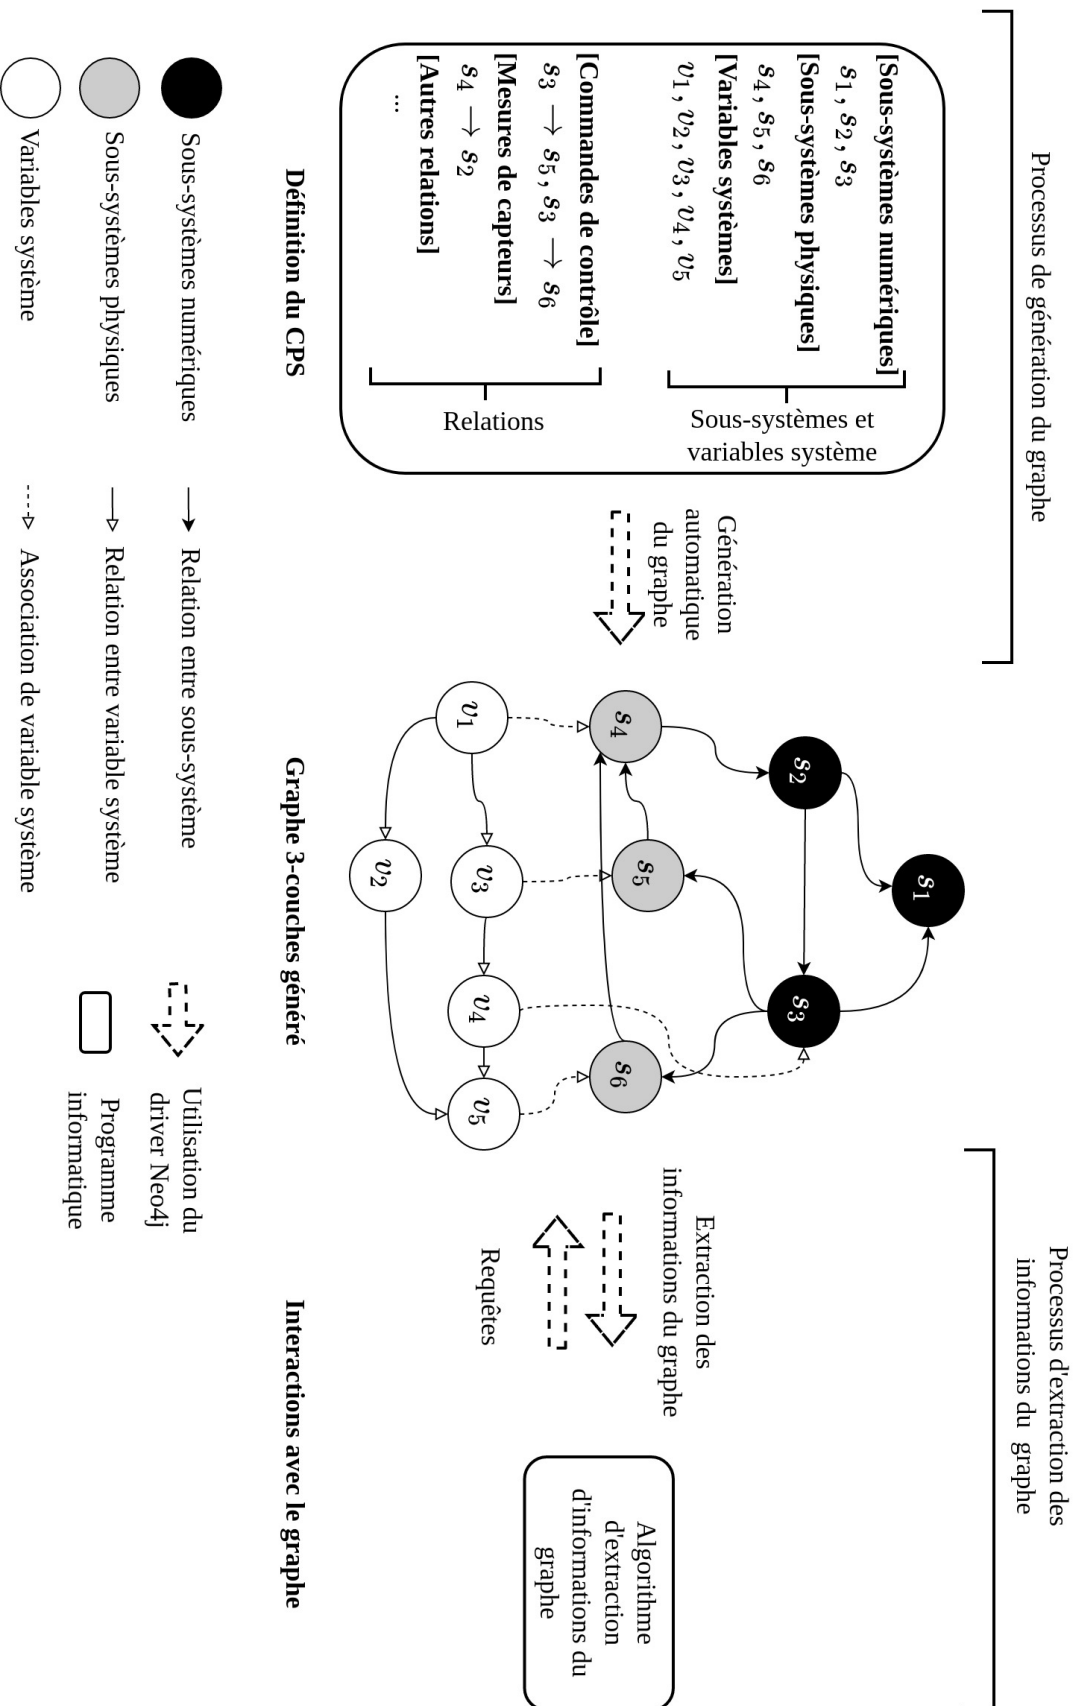 Processus de génération du graphe
Processus d'extraction des
informations du graphe
[Sous-systèmes numériques]
s1, s2, s3
[Sous-systèmes physiques]
s4, s5, s6
[Variables systèmes]
v1, v2, v3, v4, v5
[Commandes de contrôle]
s3 → s5, s3 → s6
[Mesures de capteurs]
s4 → s2
[Autres relations]
...
Sous-systèmes et
variables système
Relations
Génération
automatique
du graphe
s1
s2
s3
s4
s5
s6
v1
v3
v4
v5
v2
Extraction des
informations du graphe
Requêtes
Algorithme
d'extraction
d'informations du
graphe
Définition du CPS
Graphe 3-couches généré
Interactions avec le graphe
Sous-systèmes numériques
Sous-systèmes physiques
Variables système
Relation entre sous-système
Relation entre variable système
Association de variable système
Utilisation du
driver Neo4j
Programme
informatique